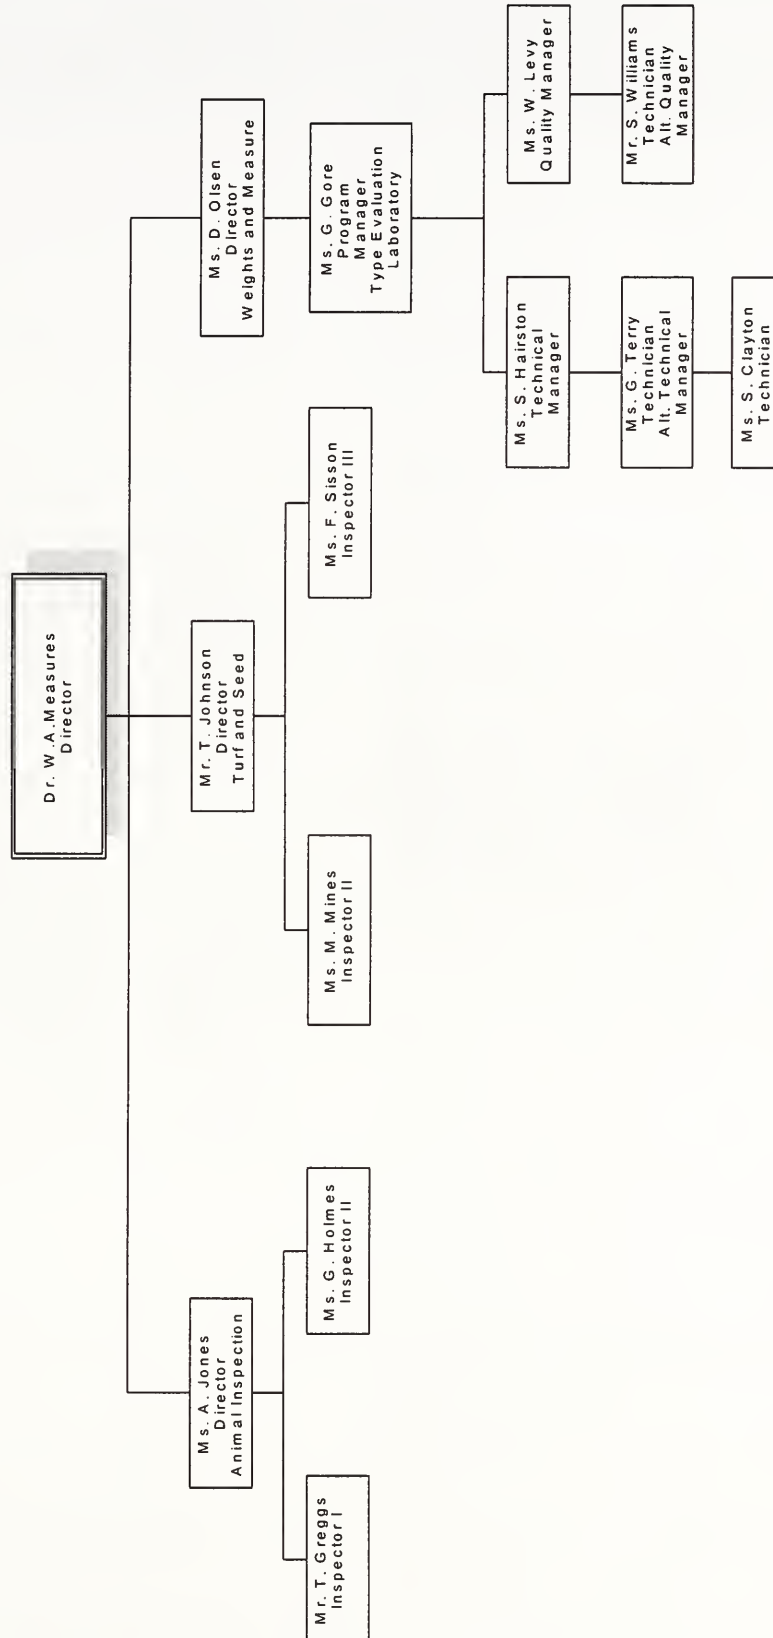 Dr. W.A.Measures
Director
Ms. A. Jones
Director
Animal Inspection
Mr. T. Johnson
Director
Turf and Seed
Ms. D. Olsen
Director
Weights and Measure
Mr. T. Greggs
Inspector I
Ms. G. Holmes
Inspector II
Ms. M. Mines
Inspector II
Ms. F. Sisson
Inspector III
Ms. G. Gore
Program
Manager
Type Evaluation
Laboratory
Ms. S. Hairston
Technical
Manager
Ms. W. Levy
Quality Manager
Ms. G. Terry
Technician
Alt. Technical
Manager
Mr. S. Williams
Technician
Alt. Quality
Manager
Ms. S. Clayton
Technician